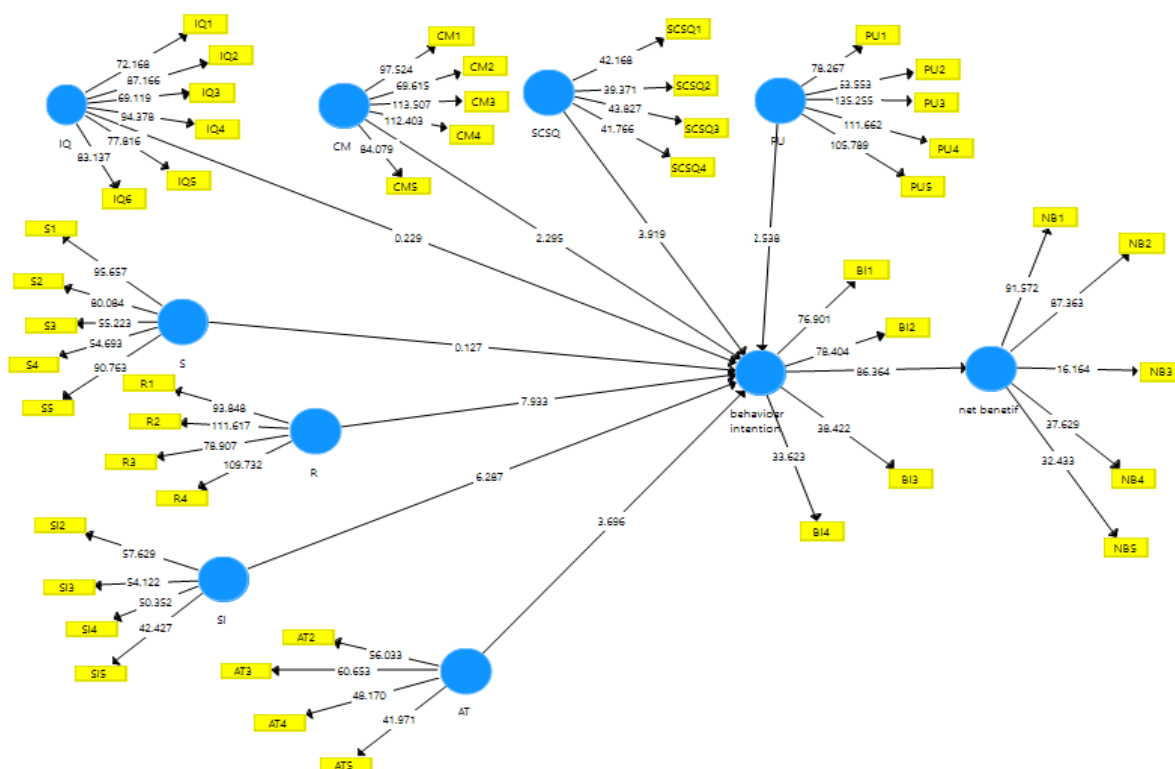 IQ1
72.168
IQ2
87.166
IQ3
69.119
IQ4
94.378
77.816
83.137
IQ5
IQ6
IQ
CM1
97.524
CM2
69.615
CM3
113.507
112.403
CM4
84.079
CM5
CM
SCSQ1
42.168
SCSQ2
39.371
43.827
SCSQ3
41.766
SCSQ4
SCSQ
PU1
78.267
PU2
53.553
PU3
135.255
111.662
PU4
105.789
PU5
PU
0.229
2.295
3.919
2.538
S1
95.657
S2
80.084
S3
55.223
54.693
S4
90.763
S5
S
0.127
R1
93.848
R2
111.617
78.907
R3
109.732
R4
R
7.933
BI1
76.901
BI2
78.404
38.422
33.623
BI3
BI4
behaviour
intention
86.364
NB1
91.572
NB2
87.363
16.164
NB3
37.629
32.433
NB4
NB5
net benetif
6.287
SI2
57.629
SI3
54.122
50.352
SI4
42.427
SI5
SI
3.696
AT2
56.033
AT3
60.653
48.170
AT4
41.971
AT5
AT